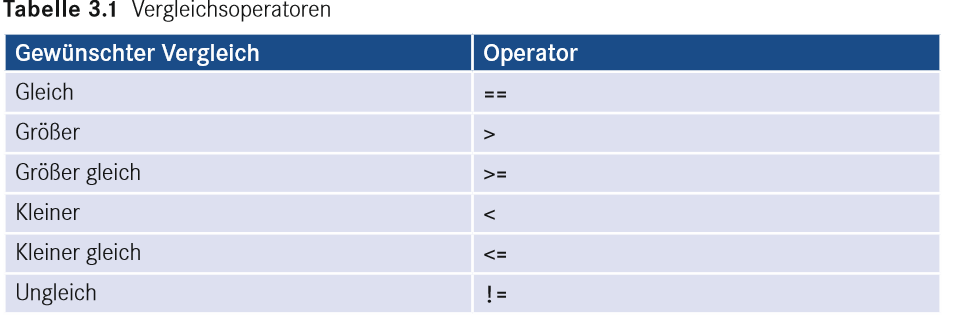 Tabelle 3.1 Vergleichsoperatoren
Gewünschter Vergleich Operator
Gleich ==
Größer >
Größer gleich >=
Kleiner <
Kleiner gleich <=
Ungleich !=